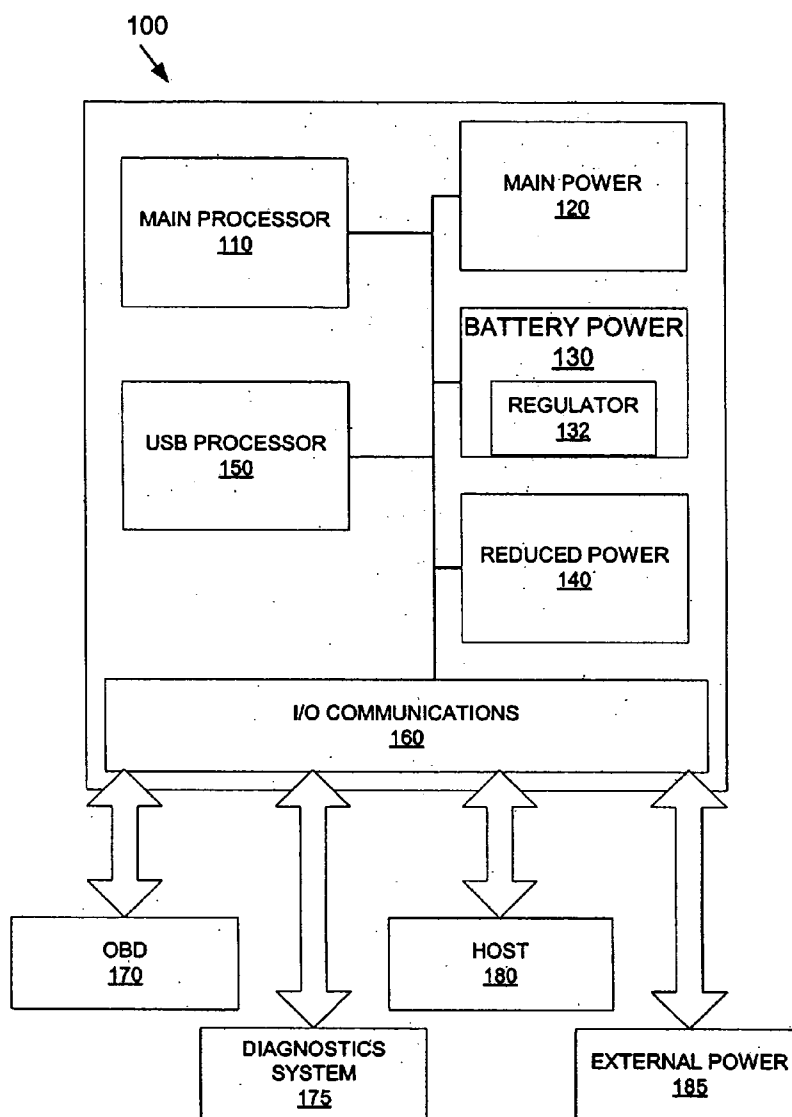 100
MAIN PROCESSOR
110
MAIN POWER
120
BATTERY POWER
130
REGULATOR
132
USB PROCESSOR
150
REDUCED POWER
140
I/O COMMUNICATIONS
160
OBD
170
HOST
180
DIAGNOSTICS
SYSTEM
175
EXTERNAL POWER
185